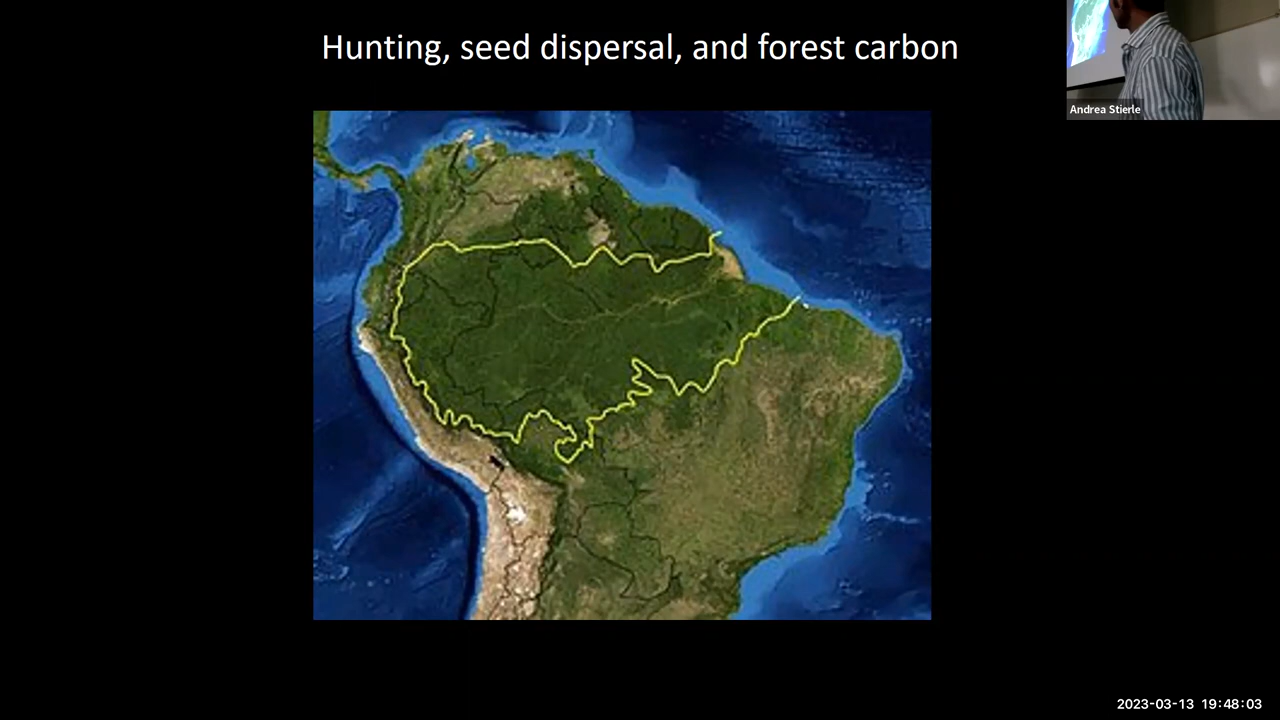 Hunting, seed dispersal, and forest carbon
Andrea Stierle
2023-03-13 19:48:03